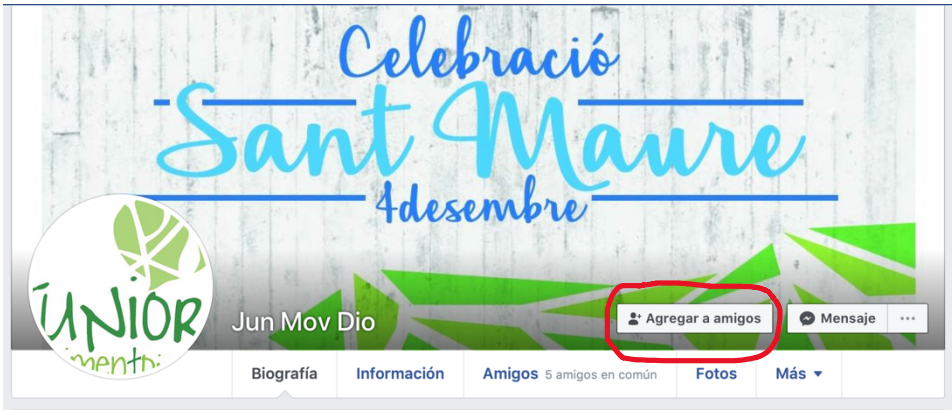 Celebració
Sant Maure
4desembre
JÚNIOR
Jun Mov Dio
Agregar a amigos
Mensaje
Biografía
Información
Amigos 5 amigos en común
Fotos
Más